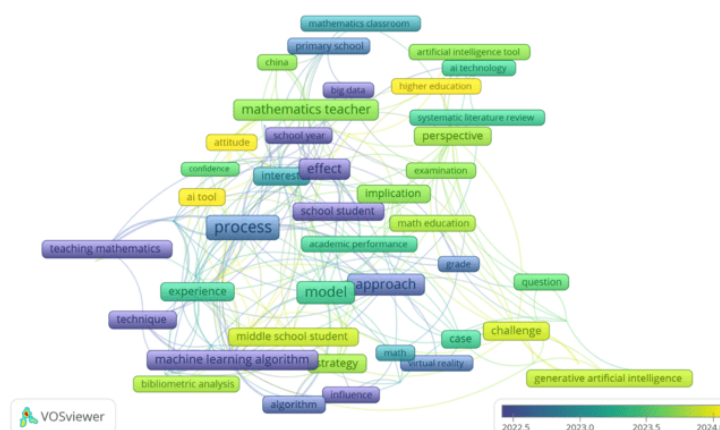 mathematics classroom
primary school
artificial intelligence tool
china
ai technology
big data
higher education
mathematics teacher
systematic literature review
school year
perspective
attitude
confidence
interest
effect
examination
ai tool
implication
school student
process
math education
teaching mathematics
academic performance
grade
experience
model
approach
question
technique
middle school student
case
challenge
machine learning algorithm
strategy
math
virtual reality
bibliometric analysis
generative artificial intelligence
algorithm
influence
VOSviewer
2022.5 2023.0 2023.5 2024.